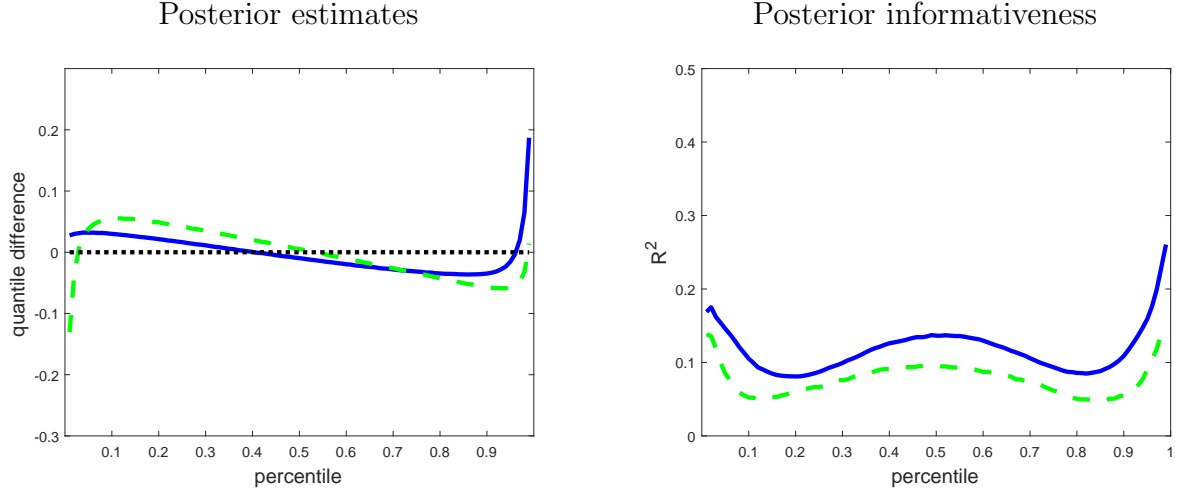 Posterior estimates
Posterior informativeness
quantile difference
0.2
0.1
0
-0.1
-0.2
-0.3
0.1 0.2 0.3 0.4 0.5 0.6 0.7 0.8 0.9
percentile
R2
0.5
0.4
0.3
0.2
0.1
0
0.1 0.2 0.3 0.4 0.5 0.6 0.7 0.8 0.9 1
percentile